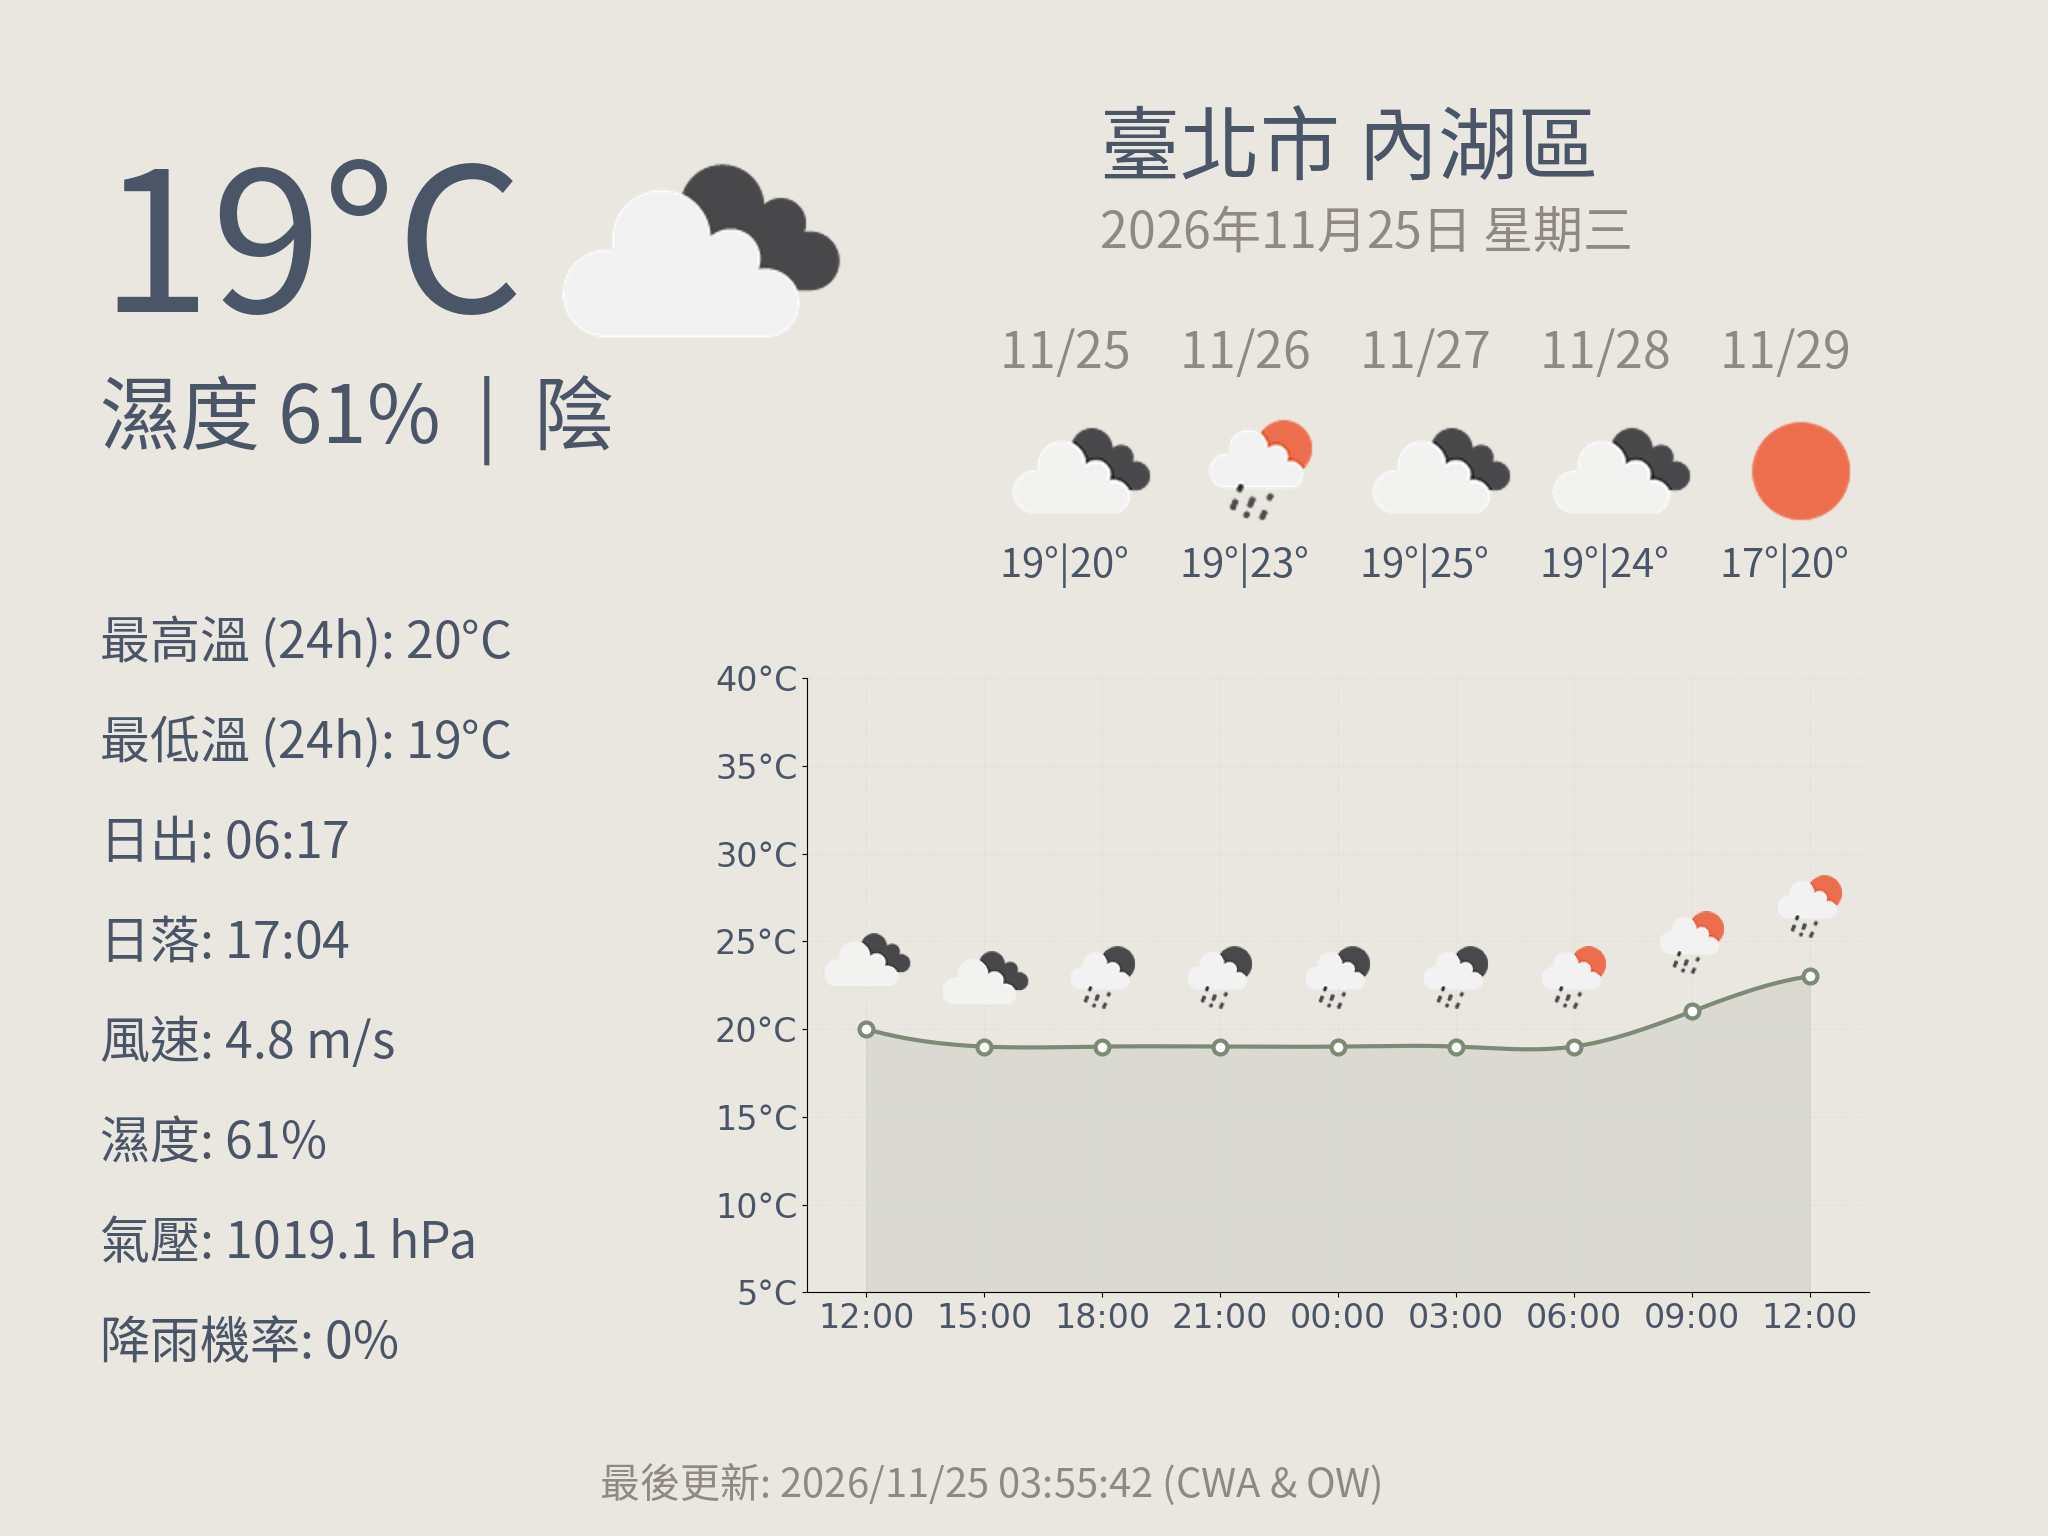 19°C
濕度 61% | 陰
臺北市 內湖區
2026年11月25日 星期三
11/25 11/26 11/27 11/28 11/29
19°|20° 19°|23° 19°|25° 19°|24° 17°|20°
最高溫 (24h): 20°C
最低溫 (24h): 19°C
日出: 06:17
日落: 17:04
風速: 4.8 m/s
濕度: 61%
氣壓: 1019.1 hPa
降雨機率: 0%
40°C
35°C
30°C
25°C
20°C
15°C
10°C
5°C
12:00 15:00 18:00 21:00 00:00 03:00 06:00 09:00 12:00
最後更新: 2026/11/25 03:55:42 (CWA & OW)